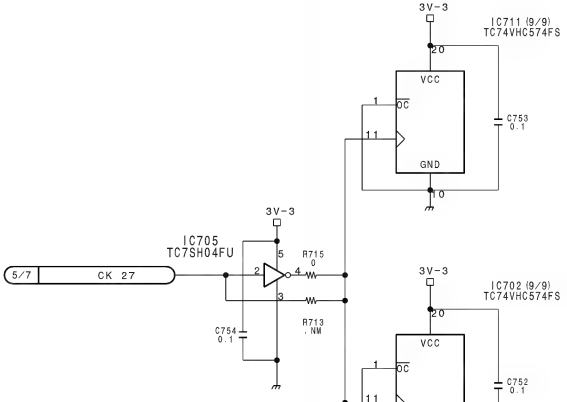 3V-3
IC711 (9/9)
TC74VHC574FS
20
VCC
1
OC
C753
0.1
11
GND
10
3V-3
IC705
TC7SH04FU
5
R715
0
5/7
CK 27
2
4
3
R713
.NM
C754
0.1
3V-3
IC702 (9/9)
TC74VHC574FS
20
VCC
1
OC
C752
0.1
11